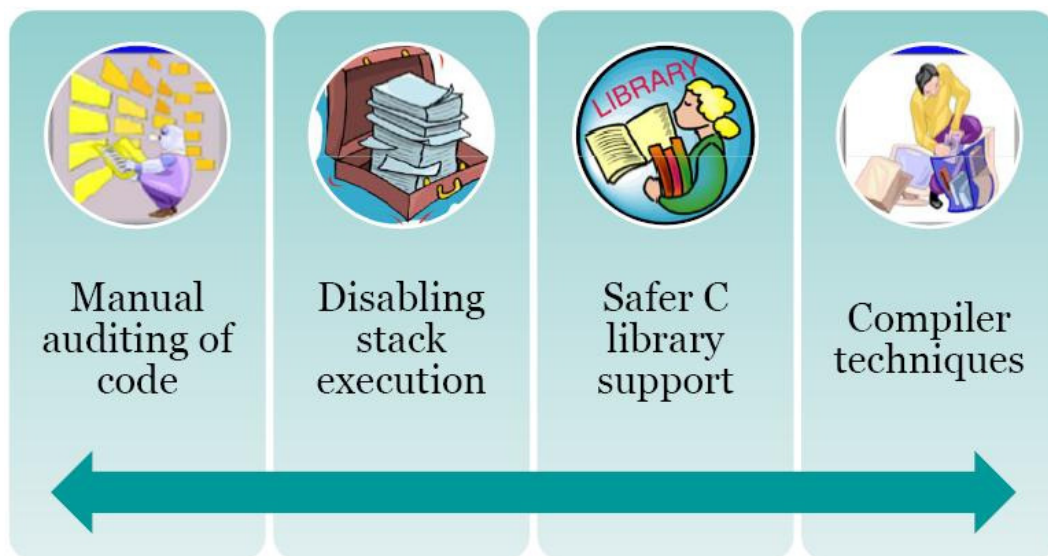 LIBRARY
Manual
auditing of
code
Disabling
stack
execution
Safer C
library
support
Compiler
techniques